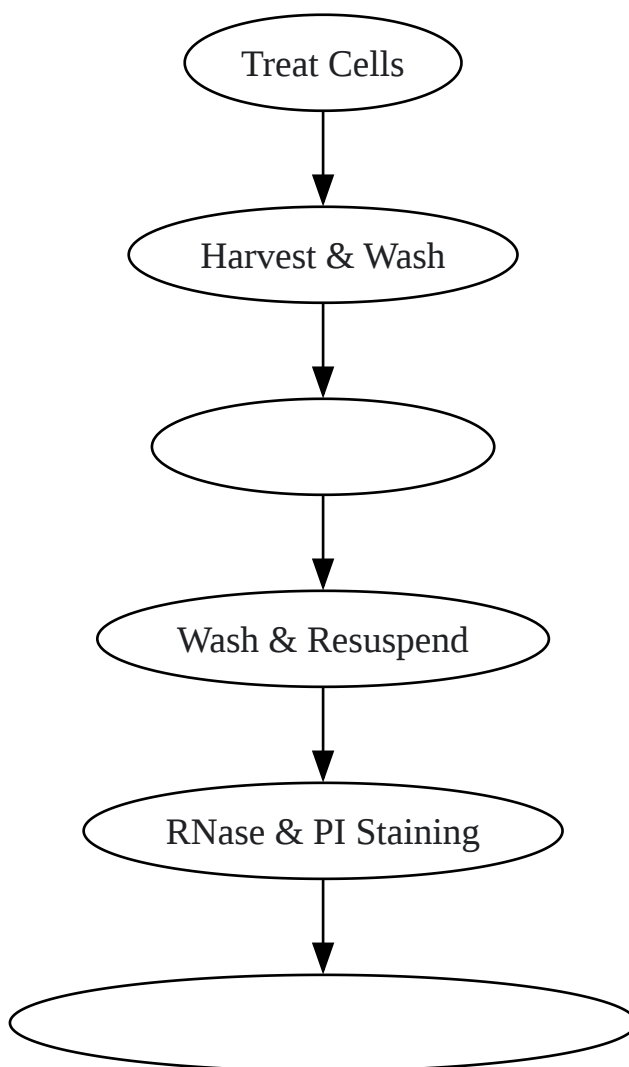 Treat Cells
Harvest & Wash
Wash & Resuspend
RNase & PI Staining